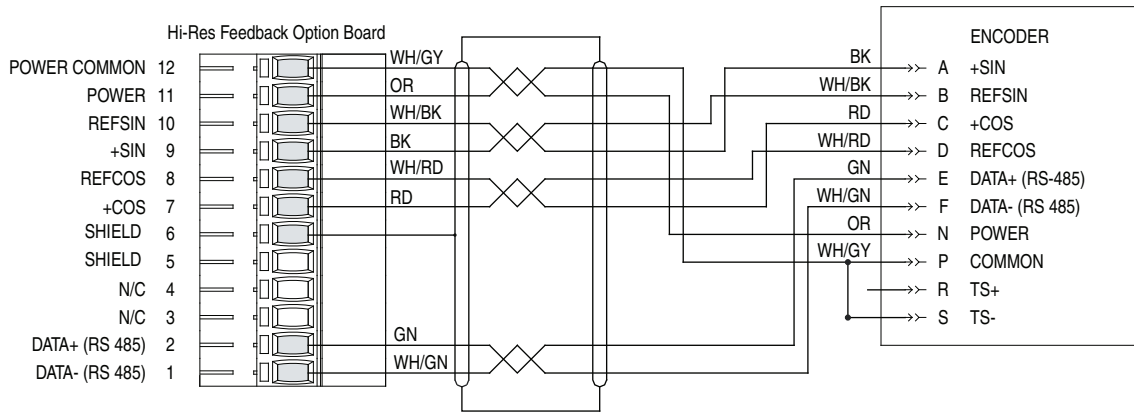 Hi-Res Feedback Option Board
POWER COMMON 12
POWER 11
REFSIN 10
+SIN 9
REFCOS 8
+COS 7
SHIELD 6
SHIELD 5
N/C 4
N/C 3
DATA+ (RS 485) 2
DATA- (RS 485) 1
WH/GY
OR
WH/BK
BK
WH/RD
RD
GN
WH/GN
BK
WH/BK
RD
WH/RD
GN
WH/GN
OR
WH/GY
ENCODER
A +SIN
B REFSIN
C +COS
D REFCOS
E DATA+ (RS-485)
F DATA- (RS 485)
N POWER
P COMMON
R TS+
S TS-